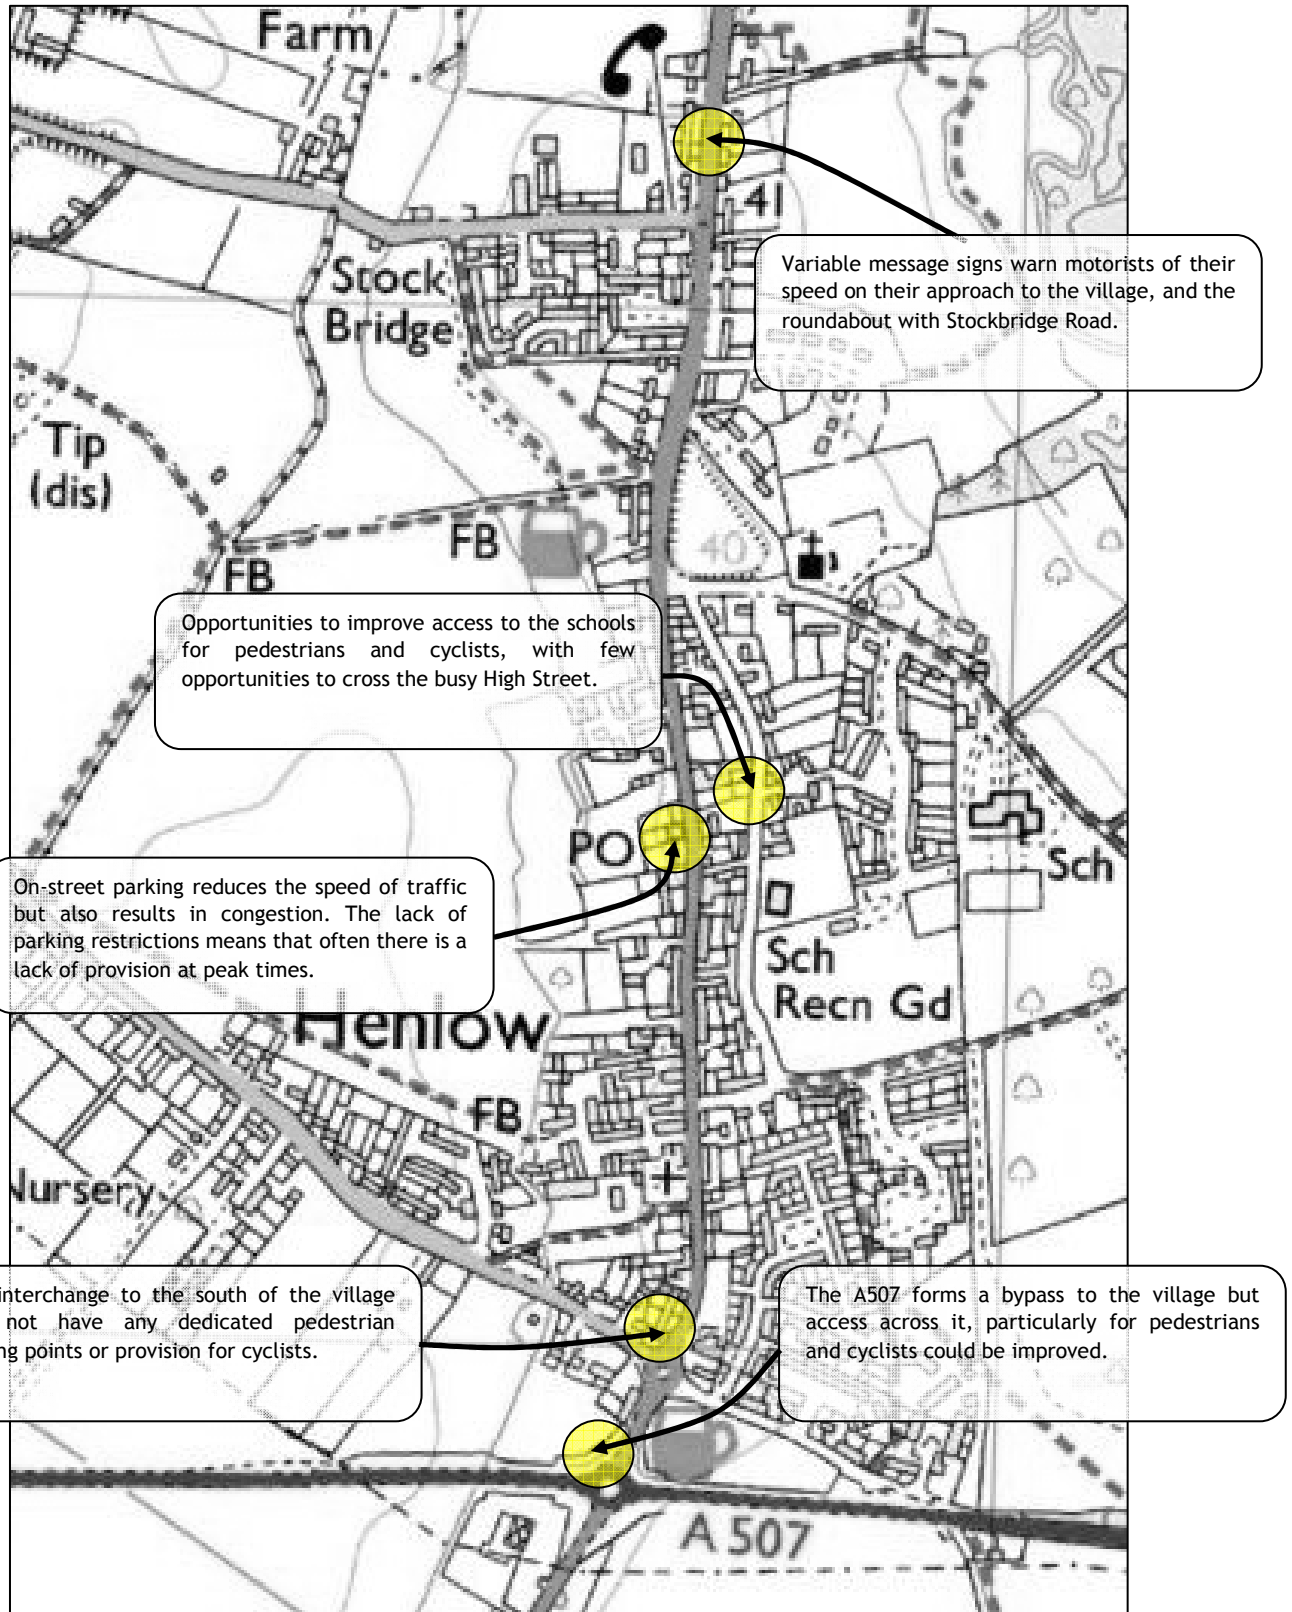 Farm
41
Variable message signs warn motorists of their
speed on their approach to the village, and the
roundabout with Stockbridge Road.
Stock
Bridge
Tip
(dis)
FB
FB
40
Opportunities to improve access to the schools
for pedestrians and cyclists, with few
opportunities to cross the busy High Street.
PO
Sch
On-street parking reduces the speed of traffic
but also results in congestion. The lack of
parking restrictions means that often there is a
lack of provision at peak times.
Sch
Recn Gd
Henlow
FB
Nursery
interchange to the south of the village
not have any dedicated pedestrian
ng points or provision for cyclists.
The A507 forms a bypass to the village but
access across it, particularly for pedestrians
and cyclists could be improved.
A 507